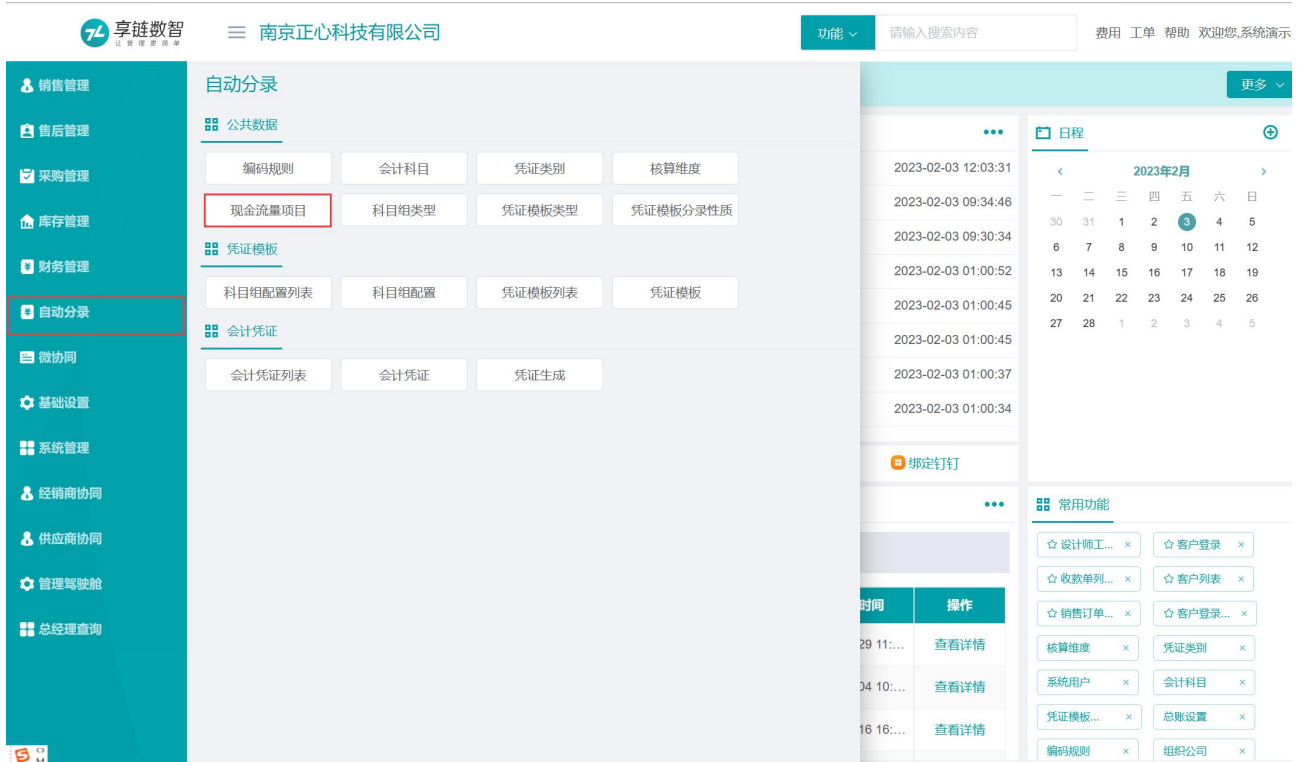 享链数智
让管理更简单
南京正心科技有限公司
功能
请输入搜索内容
费用 工单 帮助 欢迎您,系统演示
销售管理
售后管理
采购管理
库存管理
财务管理
自动分录
微协同
基础设置
系统管理
经销商协同
供应商协同
管理驾驶舱
总经理查询
自动分录
公共数据
编码规则 会计科目 凭证类别 核算维度
现金流量项目 科目组类型 凭证模板类型 凭证模板分录性质
凭证模板
科目组配置列表 科目组配置 凭证模板列表 凭证模板
会计凭证
会计凭证列表 会计凭证 凭证生成
更多
2023-02-03 12:03:31
2023-02-03 09:34:46
2023-02-03 09:30:34
2023-02-03 01:00:52
2023-02-03 01:00:45
2023-02-03 01:00:45
2023-02-03 01:00:37
2023-02-03 01:00:34
绑定钉钉
时间 操作
29 11:... 查看详情
04 10:... 查看详情
16 16:... 查看详情
日程
2023年2月
一 二 三 四 五 六 日
30 31 1 2 3 4 5
6 7 8 9 10 11 12
13 14 15 16 17 18 19
20 21 22 23 24 25 26
27 28 1 2 3 4 5
常用功能
设计师工... × 客户登录 ×
收款单列... × 客户列表 ×
销售订单... × 客户登录... ×
核算维度 × 凭证类别 ×
系统用户 × 会计科目 ×
凭证模板... × 总账设置 ×
编码规则 × 组织公司 ×